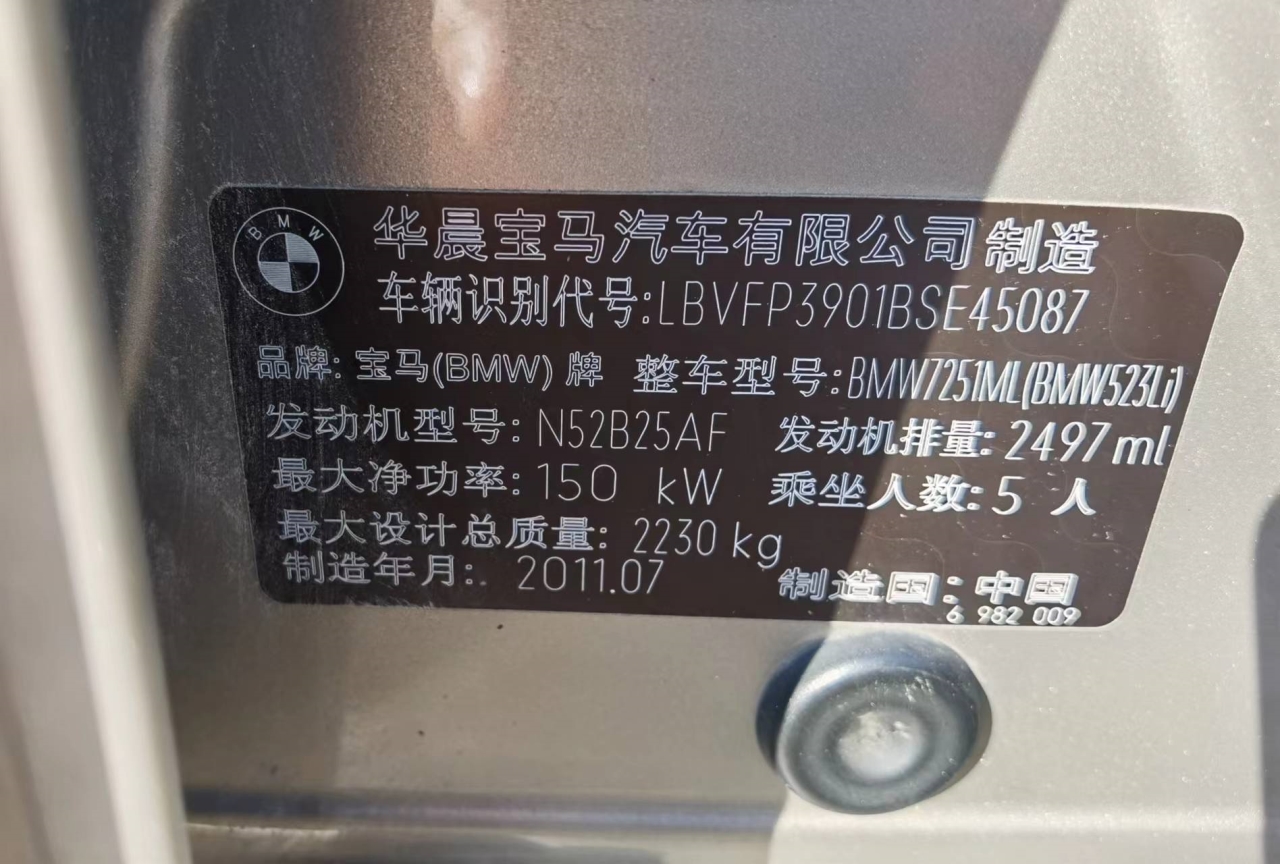 BMW
华晨宝马汽车有限公司 制造
车辆识别代号:LBVFP3901BSE45087
品牌: 宝马(BMW) 牌 整车型号:BMW7251ML(BMW523Li)
发动机型号: N52B25AF 发动机排量: 2497 ml
最大净功率: 150 kW 乘坐人数: 5 人
最大设计总质量: 2230 kg
制造年月: 2011.07 制造国: 中国
6 982 009